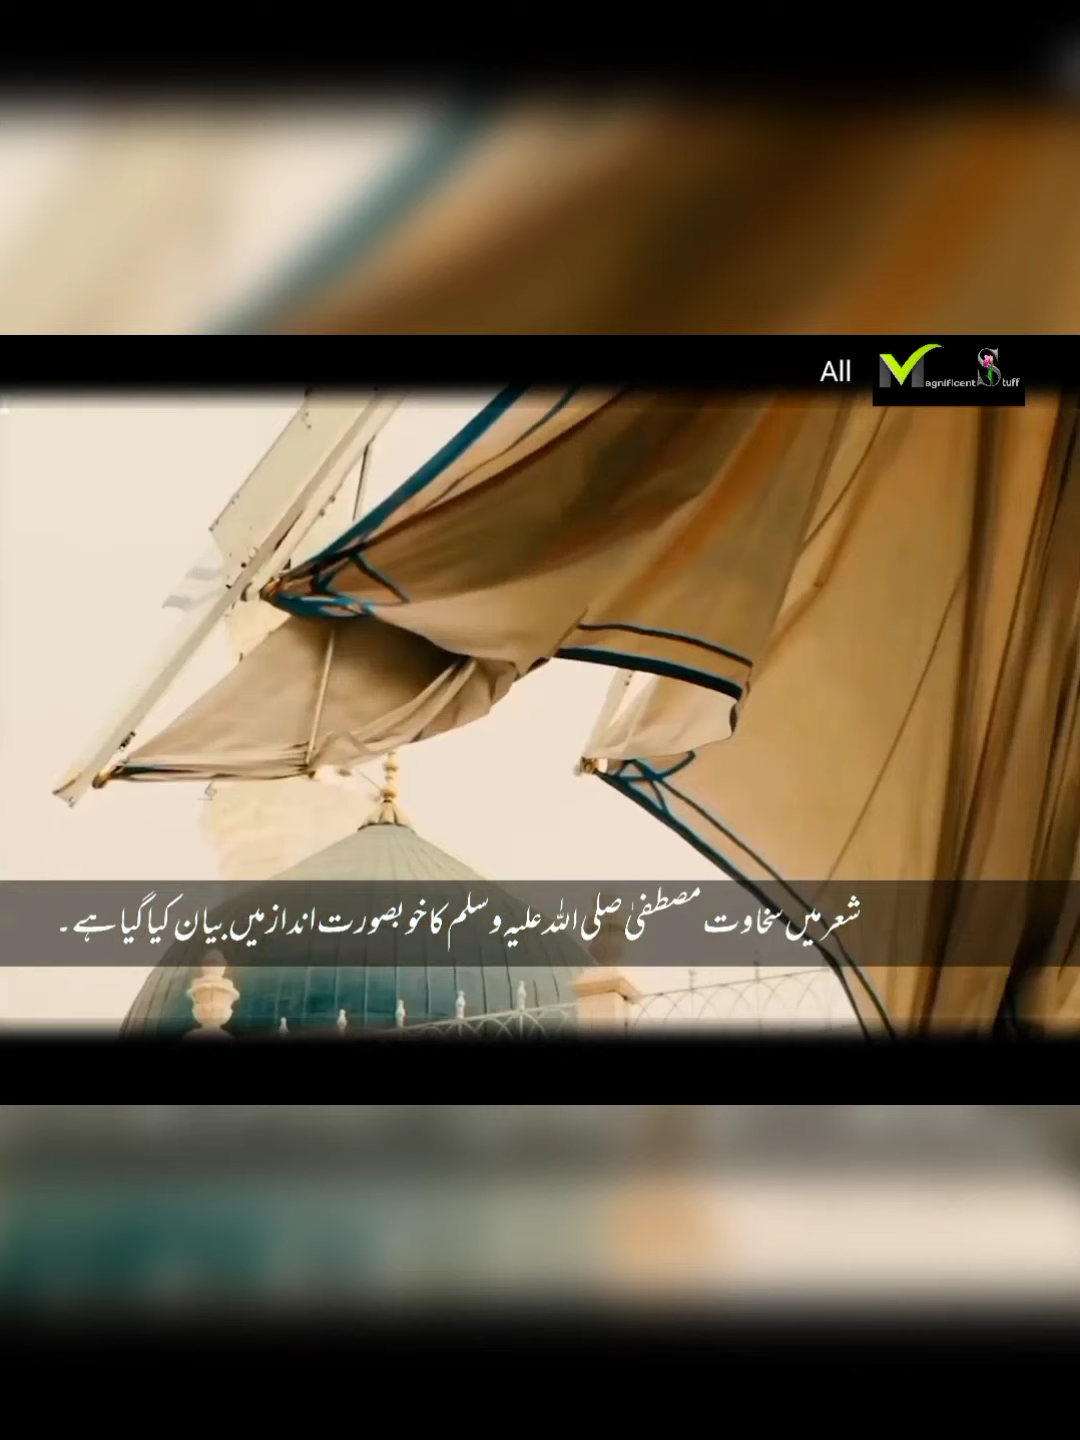 All Magnificent Stuff
شعر میں سخاوت مصطفیٰ صلی اللہ علیہ وسلم کا خوبصورت انداز میں بیان کیا گیا ہے۔